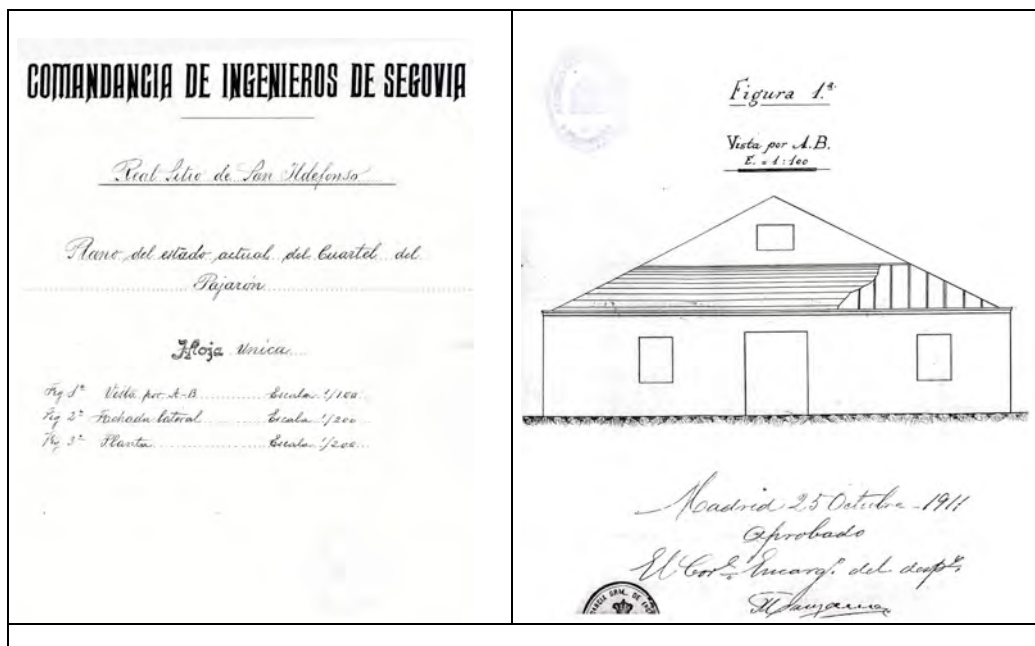 COMANDANCIA DE INGENIEROS DE SEGOVIA
Real Sitio de San Ildefonso
Plano del estado actual del Cuartel del
Pajarón
Hoja única
Fig 1ª Vista por A-B Escala 1/100
Fig 2ª Fachada lateral Escala 1/200
Fig 3ª Planta Escala 1/200
Figura 1ª
Vista por A.B.
E. = 1:100
Madrid 25 Octubre - 1911
Aprobado
El Corl. Encargº. del despº.
GRAL. DE